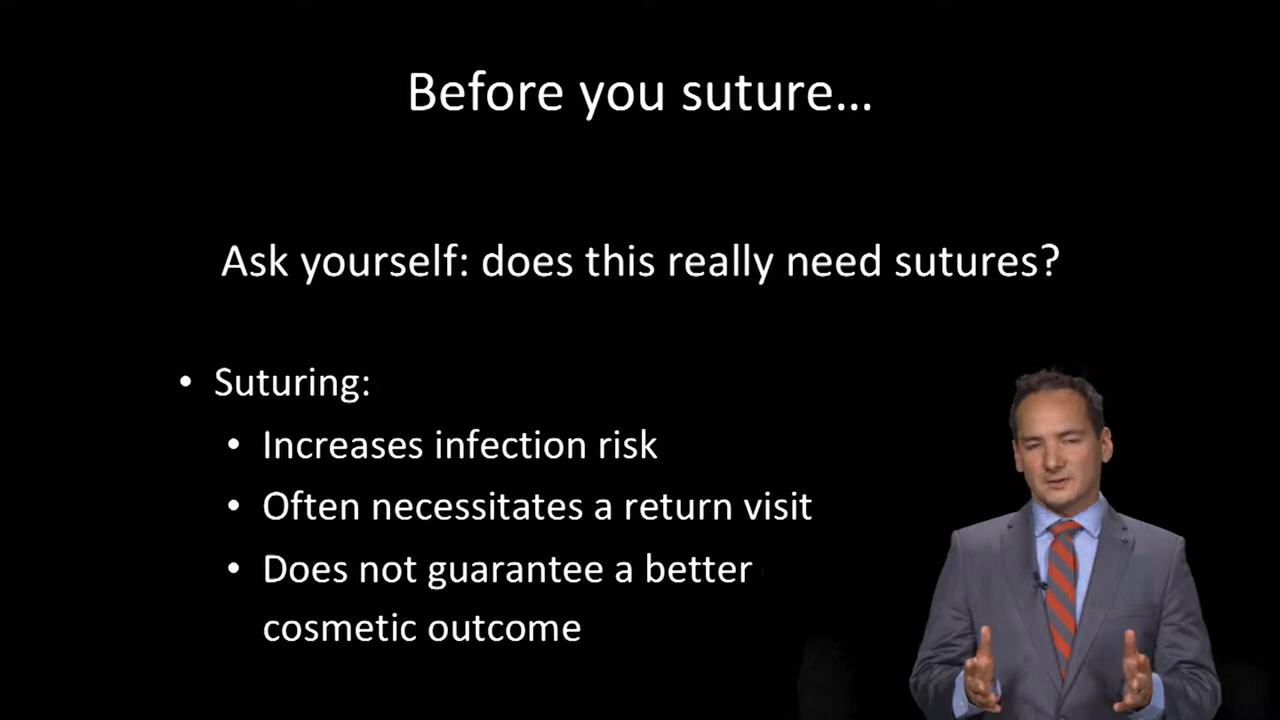 Before you suture...
Ask yourself: does this really need sutures?
• Suturing:
• Increases infection risk
• Often necessitates a return visit
• Does not guarantee a better
cosmetic outcome